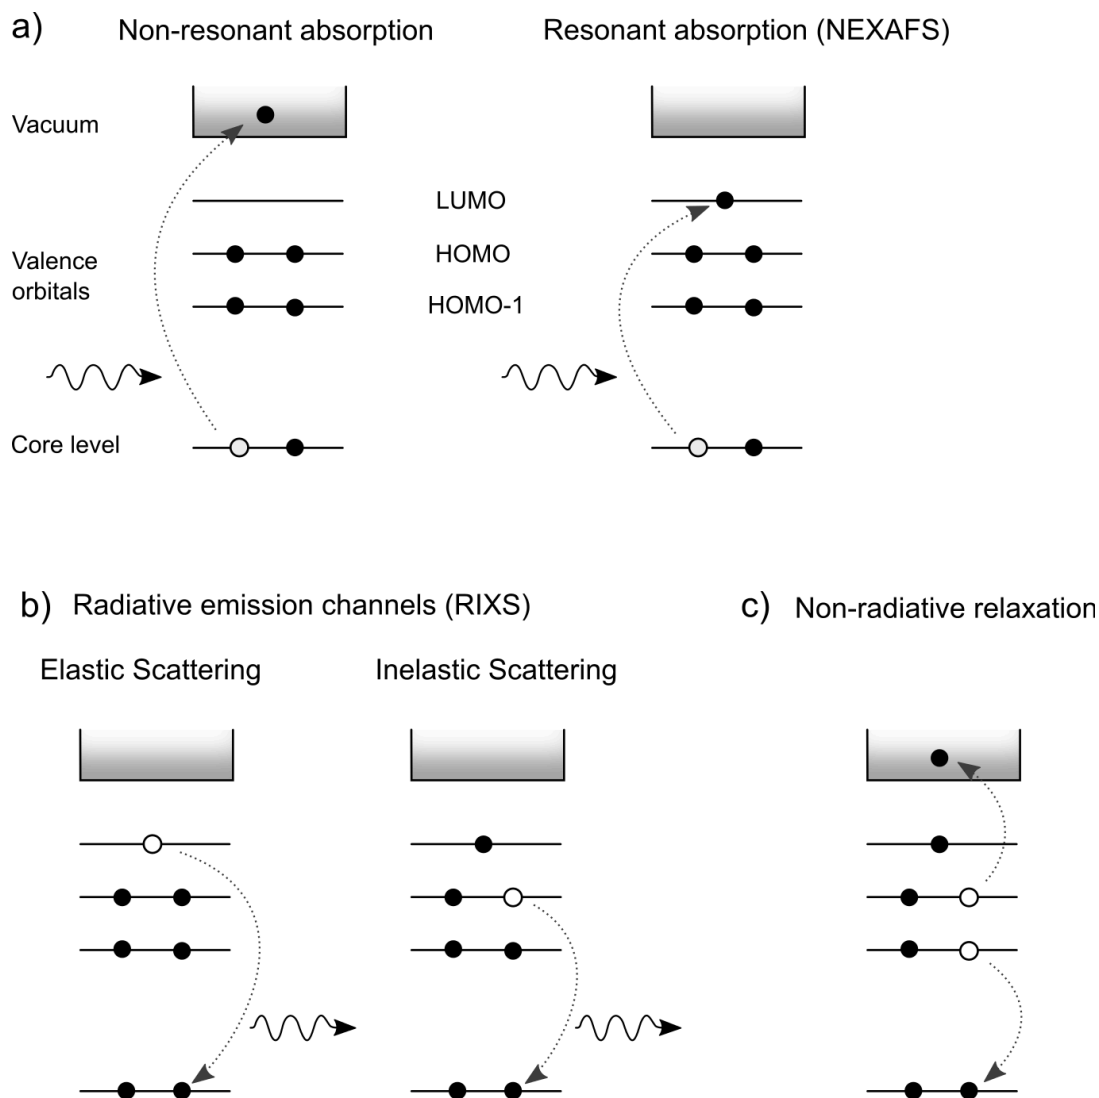 a)
Non-resonant absorption
Resonant absorption (NEXAFS)
Vacuum
LUMO
HOMO
Valence
orbitals
HOMO-1
Core level
b)
Radiative emission channels (RIXS)
c)
Non-radiative relaxation
Elastic Scattering
Inelastic Scattering